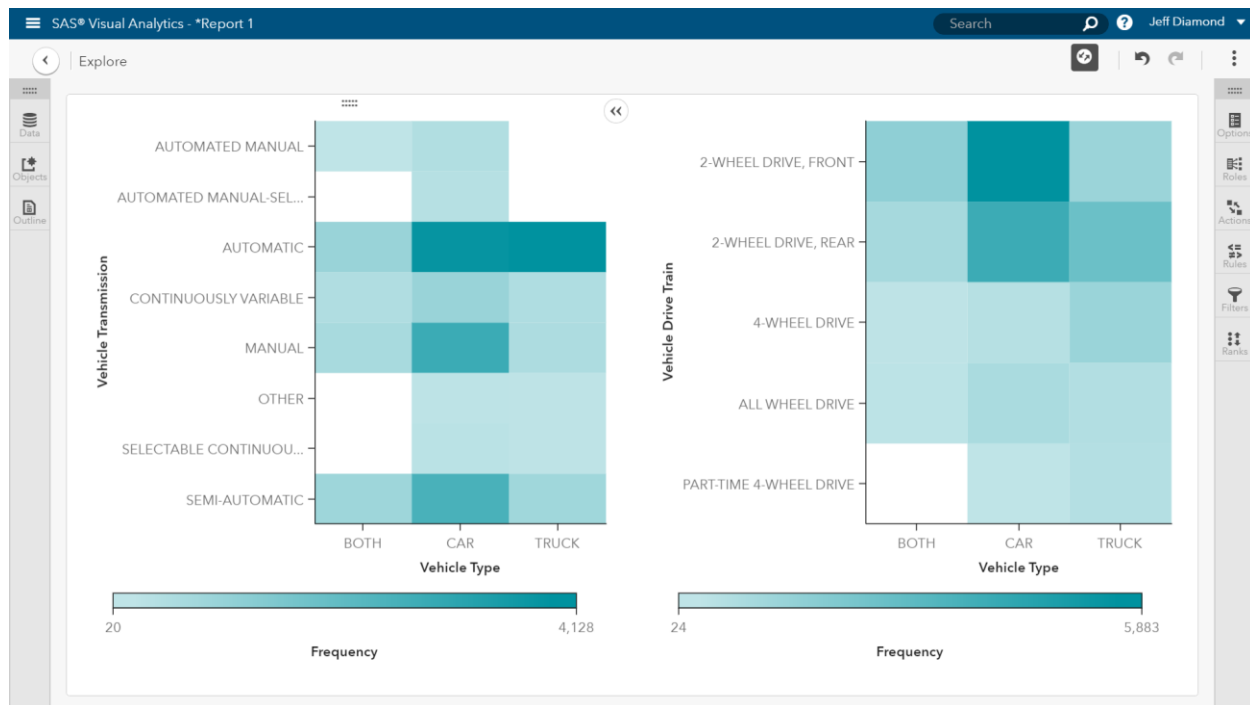 SAS® Visual Analytics - *Report 1
Search
?
Jeff Diamond
Explore
Data
Objects
Outline
Vehicle Transmission
AUTOMATED MANUAL
AUTOMATED MANUAL-SEL...
AUTOMATIC
CONTINUOUSLY VARIABLE
MANUAL
OTHER
SELECTABLE CONTINUOU...
SEMI-AUTOMATIC
BOTH CAR TRUCK
Vehicle Type
20 4,128
Frequency
Vehicle Drive Train
2-WHEEL DRIVE, FRONT
2-WHEEL DRIVE, REAR
4-WHEEL DRIVE
ALL WHEEL DRIVE
PART-TIME 4-WHEEL DRIVE
BOTH CAR TRUCK
Vehicle Type
24 5,883
Frequency
Option
Roles
Actions
Rules
Filters
Ranks